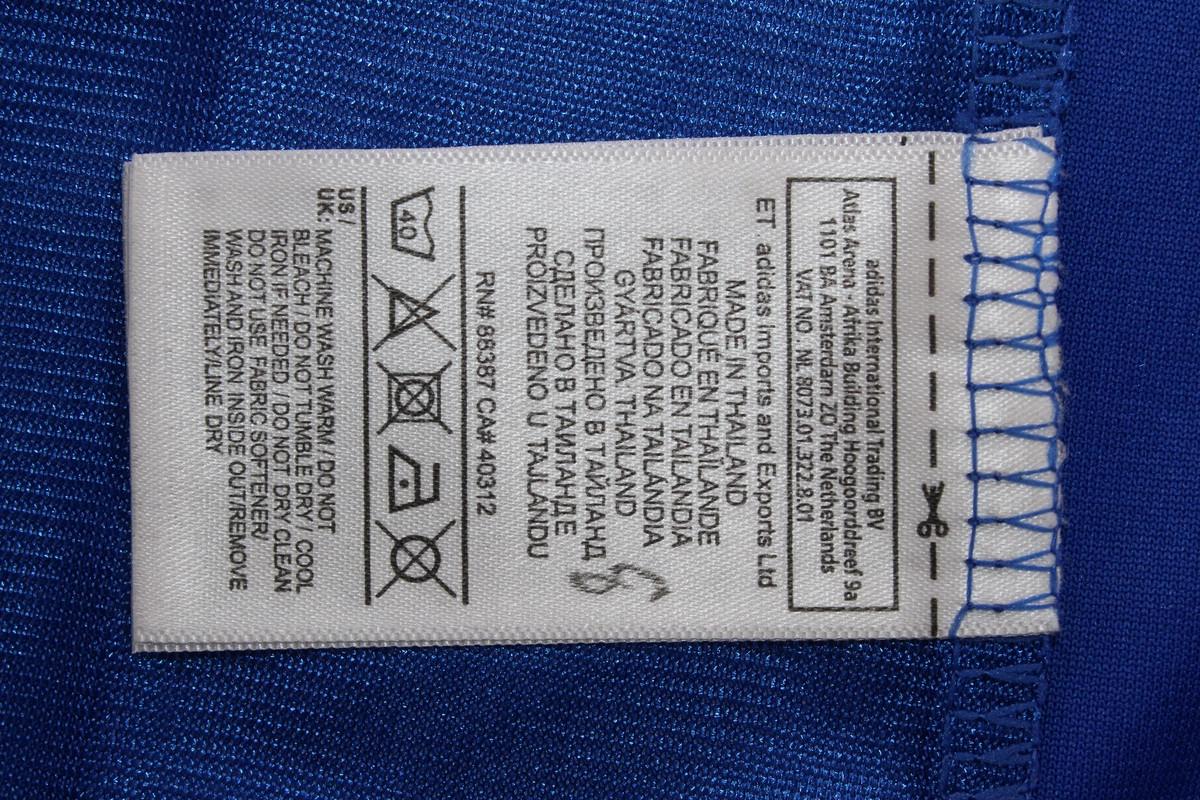 adidas International Trading BV
Atlas Arena - Afrika Building Hoogoorddreef 9a
1101 BA Amsterdam ZO The Netherlands
VAT NO. NL 8073.01.322.8.01
ET adidas Imports and Exports Ltd
MADE IN THAILAND
FABRIQUÉ EN THAÏLANDE
FABRICADO EN TAILANDIA
FABRICADO NA TAILÂNDIA
GYÁRTVA THAILAND
ПРОИЗВЕДЕНО В ТАЙЛАНД
СДЕЛАНО В ТАИЛАНДЕ
PROIZVEDENO U TAJLANDU
RN# 88387 CA# 40312
40
US /
UK: MACHINE WASH WARM / DO NOT
BLEACH / DO NOT TUMBLE DRY / COOL
IRON IF NEEDED / DO NOT DRY CLEAN
DO NOT USE FABRIC SOFTENER/
WASH AND IRON INSIDE OUT/REMOVE
IMMEDIATELY/LINE DRY